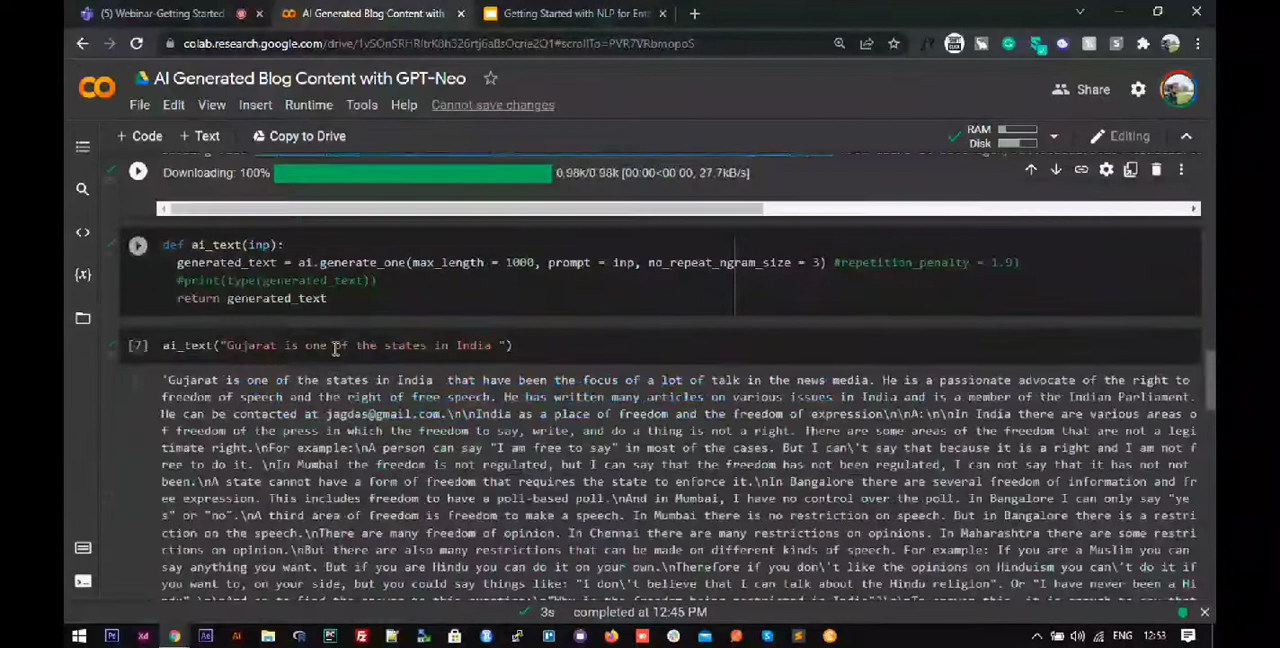 (5) Webinar-Getting Started
AI Generated Blog Content with
Getting Started with NLP for Ent
AI Generated Blog Content with GPT-Neo
File Edit View Insert Runtime Tools Help Cannot save changes
Share
+ Code + Text Copy to Drive
RAM
Disk
Editing
Downloading: 100% 0.98k/0.98k [00:00<00:00, 27.7kB/s]
def ai_text(inp):
generated_text = ai.generate_one(max_length = 1000, prompt = inp, no_repeat_ngram_size = 3) #repetition_penalty = 1.9)
#print(type(generated_text))
return generated_text
[7] ai_text("Gujarat is one of the states in India ")
'Gujarat is one of the states in India  that have been the focus of a lot of talk in the news media. He is a passionate advocate of the right to
freedom of speech and the right of free speech. He has written many articles on various issues in India and is a member of the Indian Parliament.
He can be contacted at jagdas@gmail.com.\n\nIndia as a place of freedom and the freedom of expression\n\nA:\n\nIn India there are various areas o
f freedom of the press in which the freedom to say, write, and do a thing is not a right. There are some areas of the freedom that are not a legi
timate right.\nFor example:\nA person can say "I am free to say" in most of the cases. But I can\'t say that because it is a right and I am not f
ree to do it. \nIn Mumbai the freedom is not regulated, but I can say that the freedom has not been regulated, I can not say that it has not not
been.\nA state cannot have a form of freedom that requires the state to enforce it.\nIn Bangalore there are several freedom of information and fr
ee expression. This includes freedom to have a poll-based poll.\nAnd in Mumbai, I have no control over the poll. In Bangalore I can only say "ye
s" or "no".\nA third area of freedom is freedom to make a speech. In Mumbai there is no restriction on speech. But in Bangalore there is a restri
ction on the speech.\nThere are many freedom of opinion. In Chennai there are many restrictions on opinions. In Maharashtra there are some restri
ctions on opinion.\nBut there are also many restrictions that can be made on different kinds of speech. For example: If you are a Muslim you can
say anything you want. But if you are Hindu you can do it on your own.\nTherefore if you don\'t like the opinions on Hinduism you can\'t do it if
you want to, on your side, but you could say things like: "I don\'t believe that I can talk about the Hindu religion". Or "I have never been a Hi
3s completed at 12:45 PM
ENG 12:53